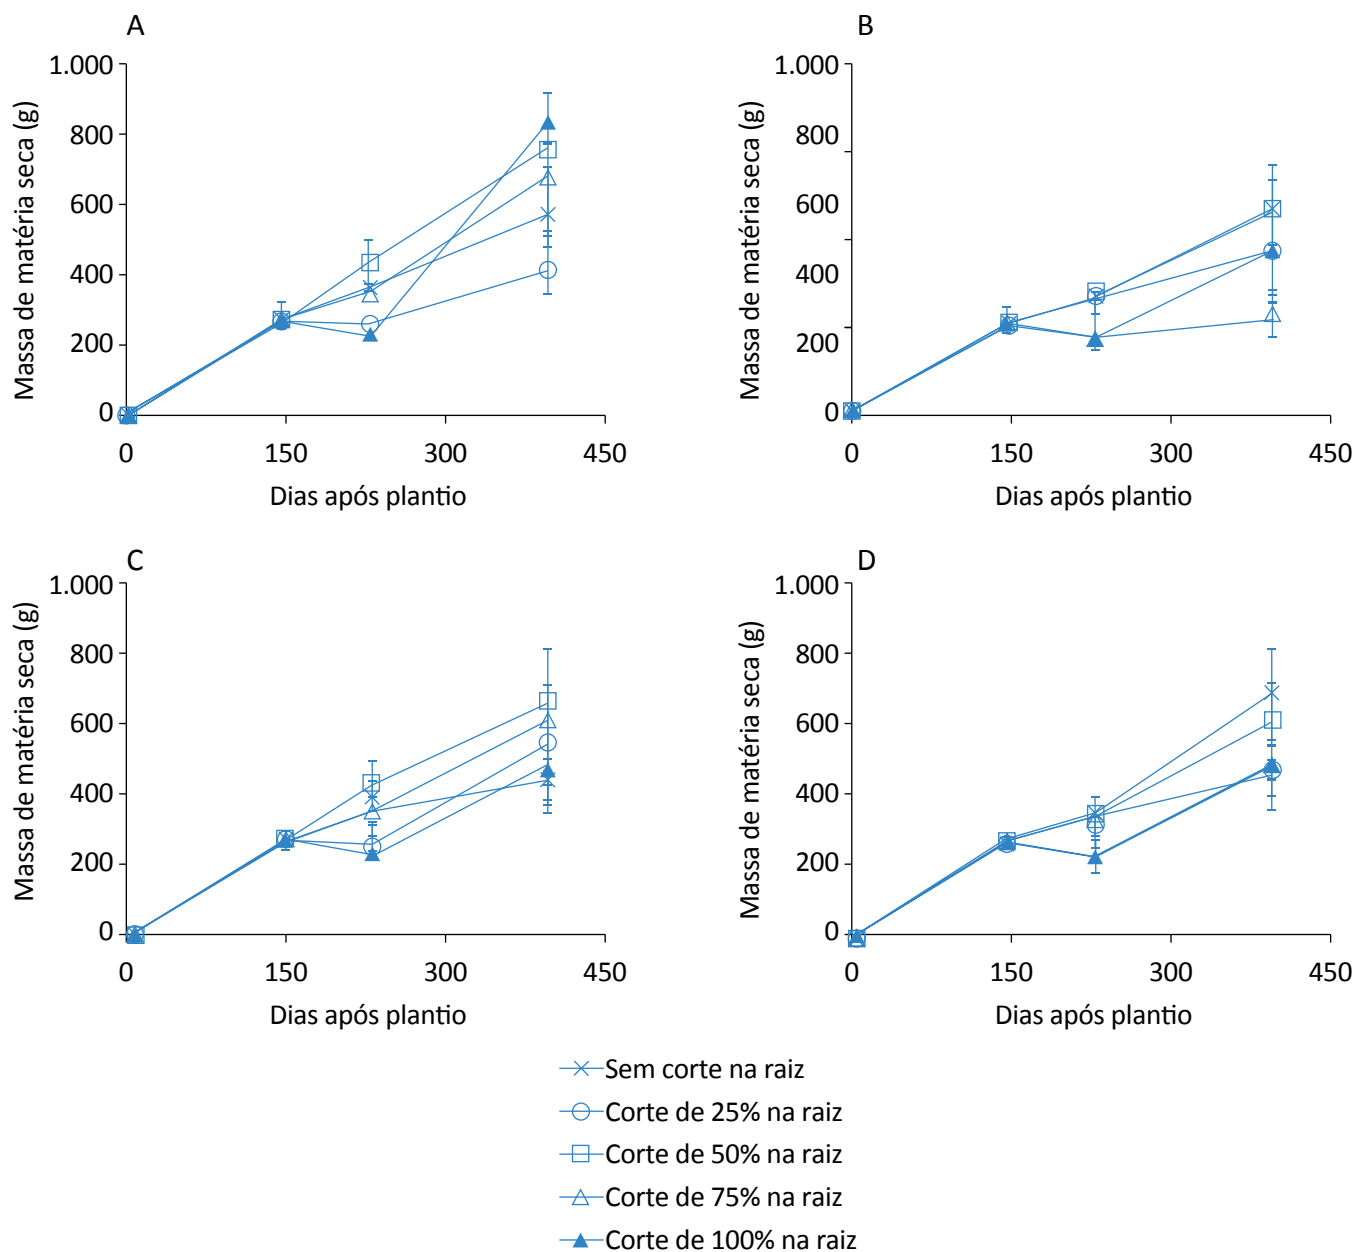 A
Massa de matéria seca (g)
1.000
800
600
400
200
0
0 150 300 450
Dias após plantio
B
Massa de matéria seca (g)
1.000
800
600
400
200
0
0 150 300 450
Dias após plantio
C
Massa de matéria seca (g)
1.000
800
600
400
200
0
0 150 300 450
Dias após plantio
D
Massa de matéria seca (g)
1.000
800
600
400
200
0
0 150 300 450
Dias após plantio
Sem corte na raiz
Corte de 25% na raiz
Corte de 50% na raiz
Corte de 75% na raiz
Corte de 100% na raiz